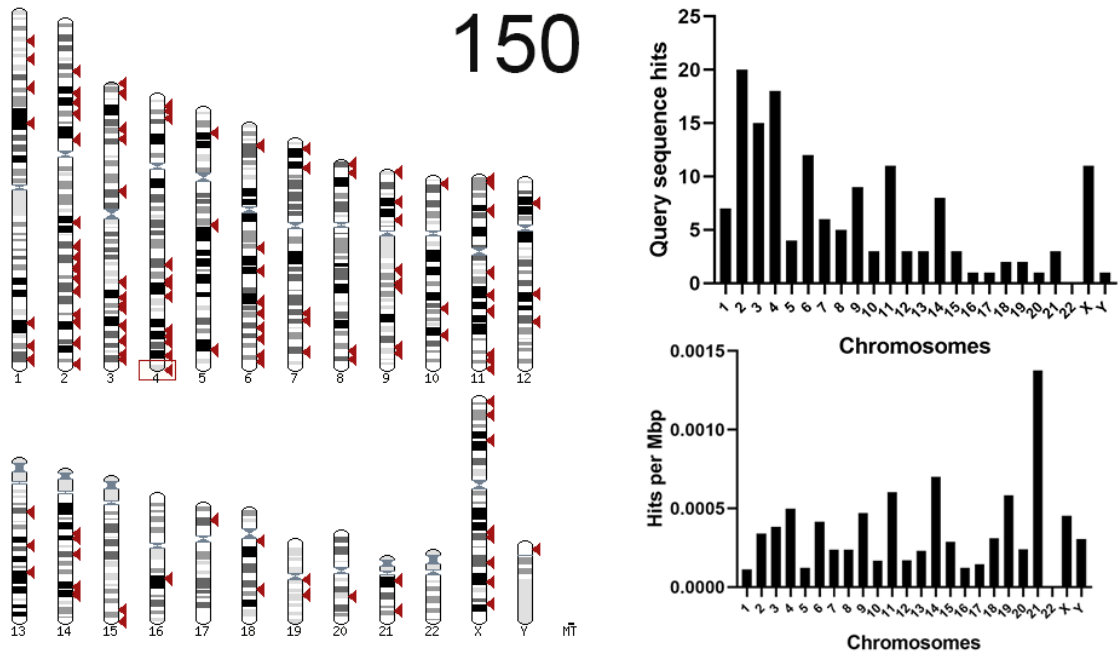 150
1 2 3 4 5 6 7 8 9 10 11 12
13 14 15 16 17 18 19 20 21 22 X Y MT
Query sequence hits
25
20
15
10
5
0
1 2 3 4 5 6 7 8 9 10 11 12 13 14 15 16 17 18 19 20 21 22 X Y
Chromosomes
Hits per Mbp
0.0015
0.0010
0.0005
0.0000
1 2 3 4 5 6 7 8 9 10 11 12 13 14 15 16 17 18 19 20 21 22 X Y
Chromosomes